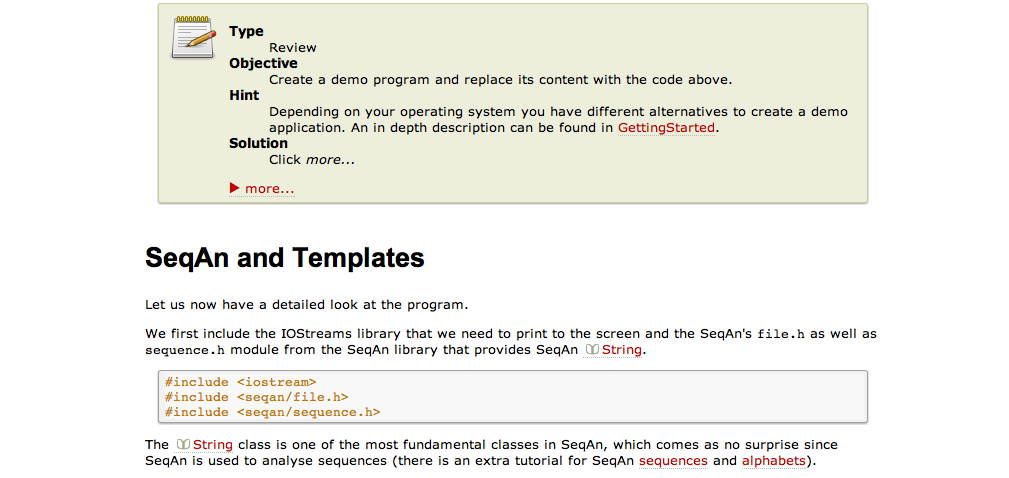 Type
Review
Objective
Create a demo program and replace its content with the code above.
Hint
Depending on your operating system you have different alternatives to create a demo
application. An in depth description can be found in GettingStarted.
Solution
Click more...
more...
SeqAn and Templates
Let us now have a detailed look at the program.
We first include the IOStreams library that we need to print to the screen and the SeqAn's file.h as well as
sequence.h module from the SeqAn library that provides SeqAn String.
#include <iostream>
#include <seqan/file.h>
#include <seqan/sequence.h>
The String class is one of the most fundamental classes in SeqAn, which comes as no surprise since
SeqAn is used to analyse sequences (there is an extra tutorial for SeqAn sequences and alphabets).